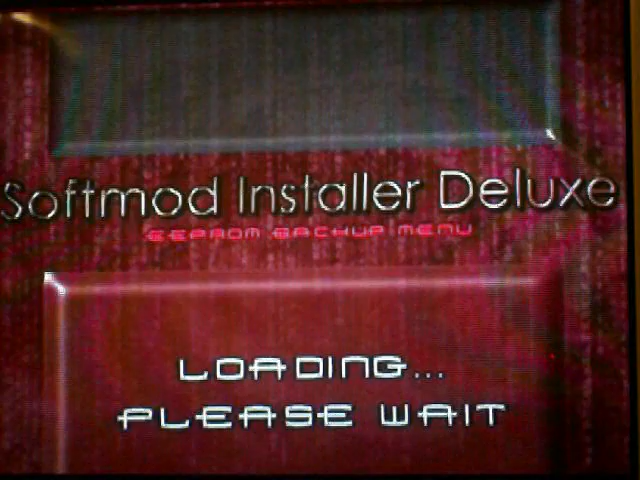 Softmod Installer Deluxe
EEPROM BACKUP MENU
LOADING...
PLEASE WAIT